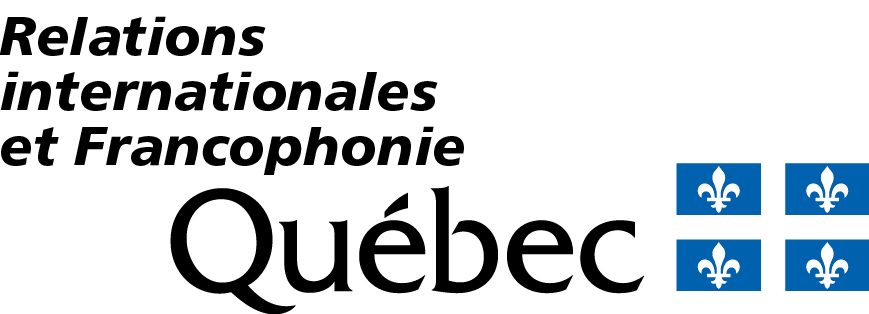 Relations
internationales
et Francophonie
Québec